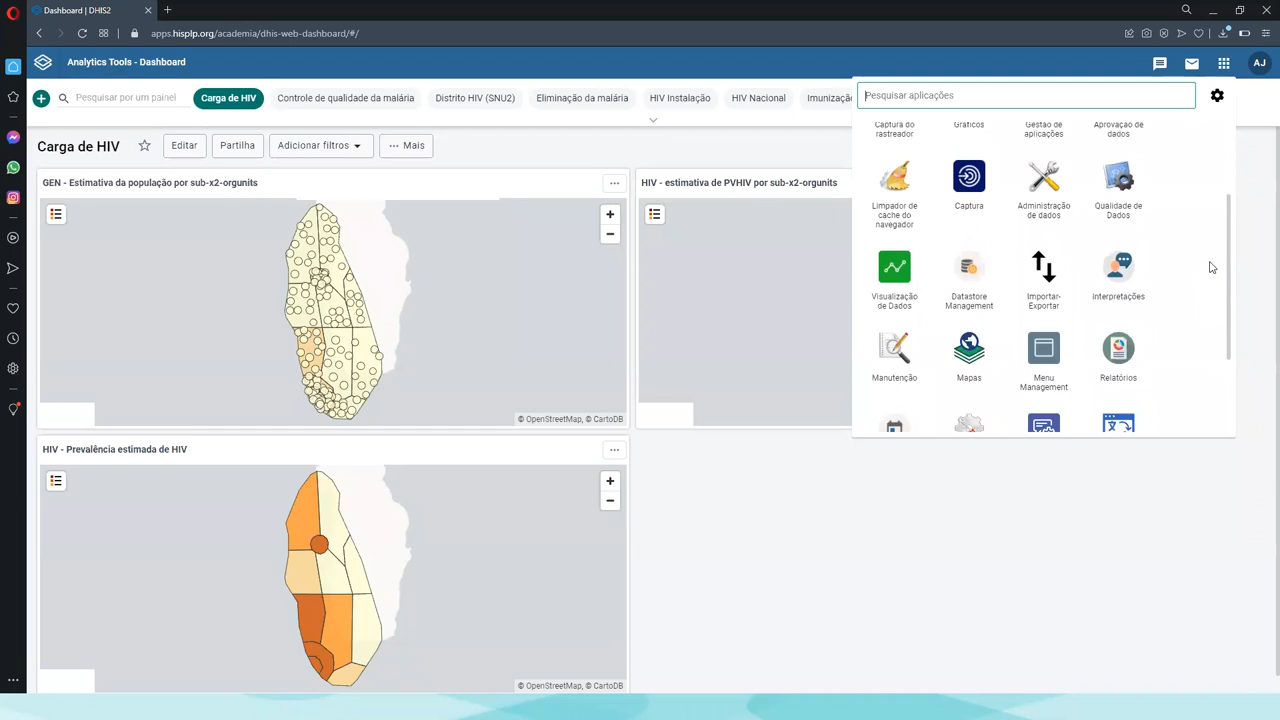 Dashboard | DHIS2
apps.hisplp.org/academia/dhis-web-dashboard/#/
Analytics Tools - Dashboard
AJ
Pesquisar por um painel
Carga de HIV
Controle de qualidade da malária
Distrito HIV (SNU2)
Eliminação da malária
HIV Instalação
HIV Nacional
Imunização
Pesquisar aplicações
Carga de HIV
Editar
Partilha
Adicionar filtros
Mais
Captura do
rastreador
Gráficos
Gestão de
aplicações
Aprovação de
dados
Limpador de
cache do
navegador
Captura
Administração
de dados
Qualidade de
Dados
Visualização
de Dados
Datastore
Management
Importar-
Exportar
Interpretações
Manutenção
Mapas
Menu
Management
Relatórios
GEN - Estimativa da população por sub-x2-orgunits
© OpenStreetMap, © CartoDB
HIV - estimativa de PVHIV por sub-x2-orgunits
HIV - Prevalência estimada de HIV
© OpenStreetMap, © CartoDB